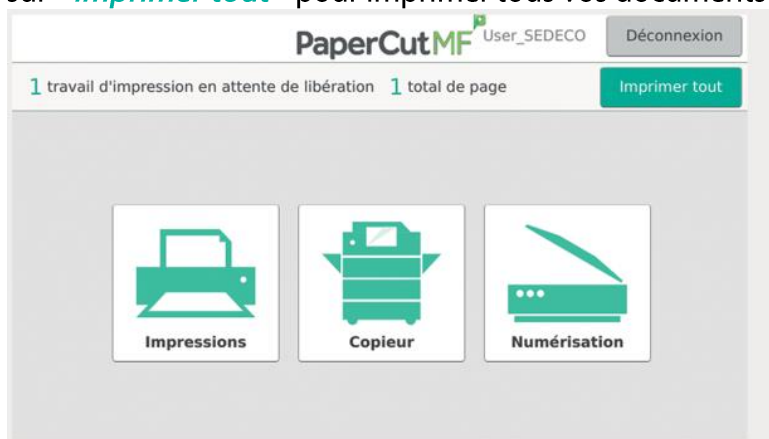 sur "Imprimer tout" pour imprimer tous vos documents
PaperCutMF User_SEDECO Déconnexion
1 travail d'impression en attente de libération 1 total de page Imprimer tout
Impressions Copieur Numérisation